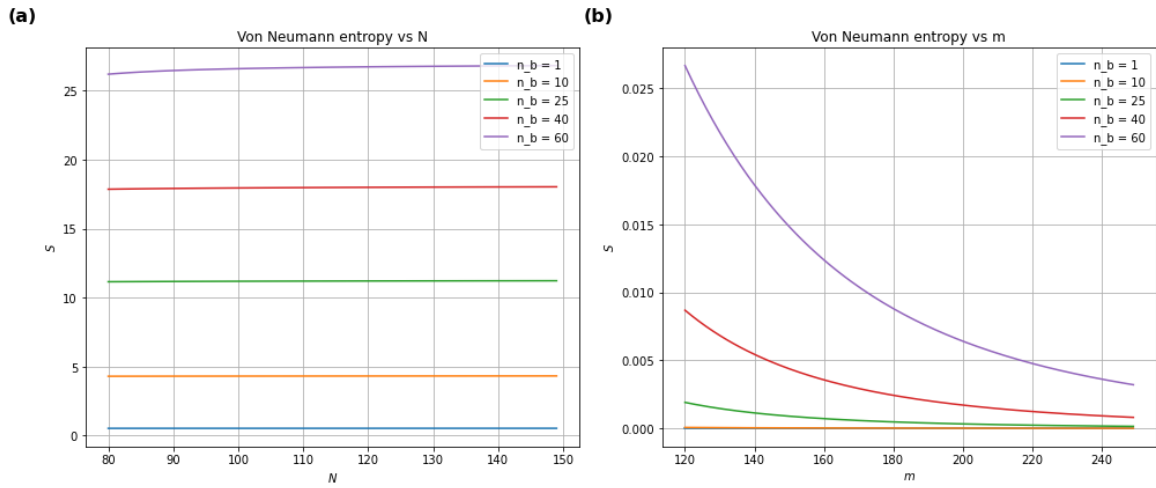 (a)
Von Neumann entropy vs N
n_b = 1
n_b = 10
n_b = 25
n_b = 40
n_b = 60
25
20
15
10
5
0
S
80
90
100
110
120
130
140
150
N
(b)
Von Neumann entropy vs m
n_b = 1
n_b = 10
n_b = 25
n_b = 40
n_b = 60
0.025
0.020
0.015
0.010
0.005
0.000
S
120
140
160
180
200
220
240
m